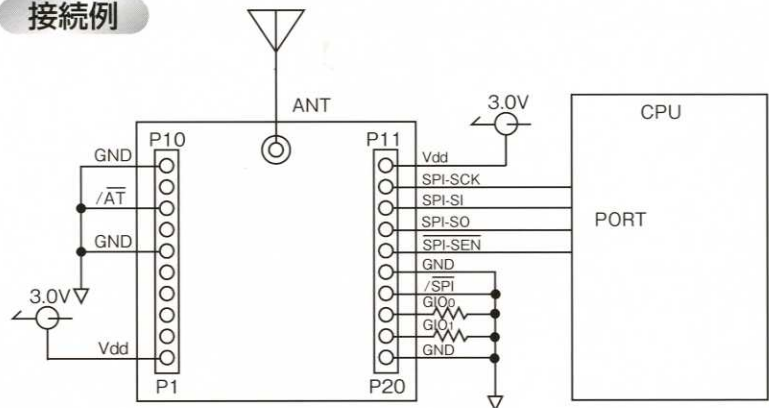 接続例
ANT
3.0V
CPU
P10
P11
GND
Vdd
SPI-SCK
/AT
SPI-SI
SPI-SO
PORT
GND
SPI-SEN
GND
3.0V
/SPI
GIO0
GIO1
Vdd
GND
P1
P20